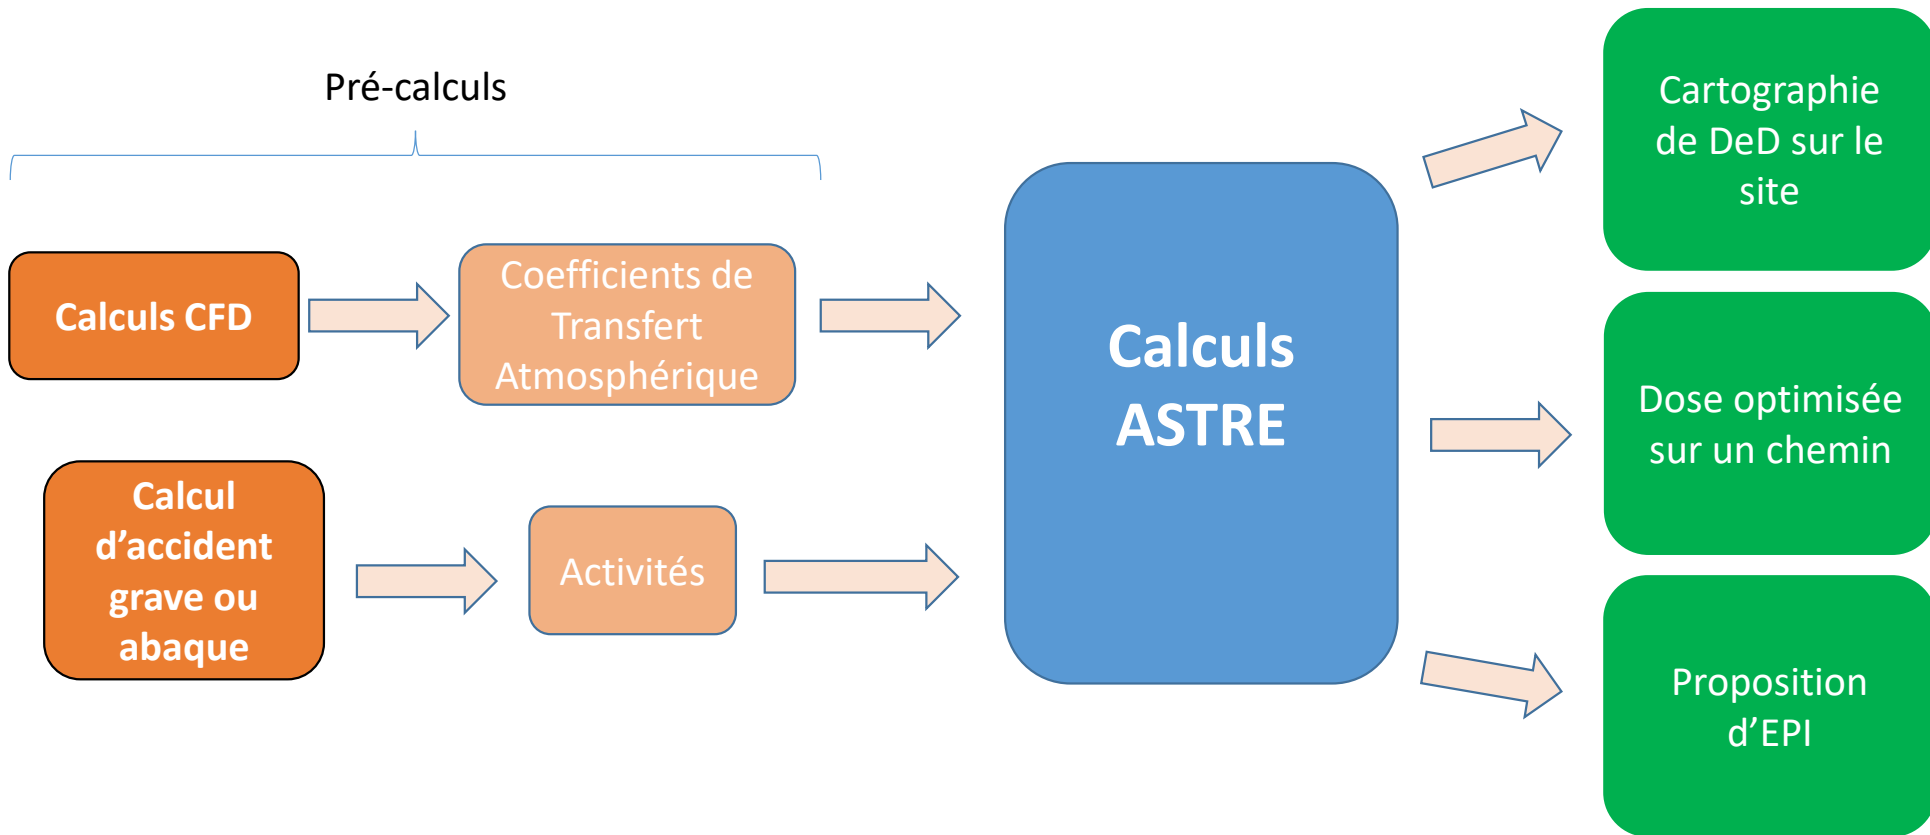 Pré-calculs
Calculs CFD
Coefficients de
Transfert
Atmosphérique
Calcul
d’accident
grave ou
abaque
Activités
Calculs
ASTRE
Cartographie
de DeD sur le
site
Dose optimisée
sur un chemin
Proposition
d’EPI